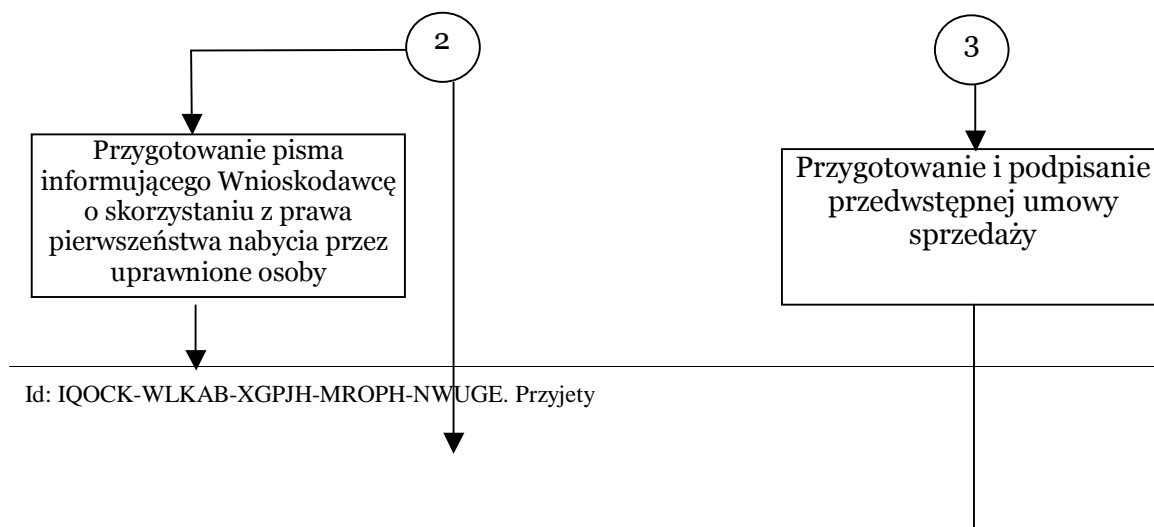 2
3
Przygotowanie pisma
informującego Wnioskodawcę
o skorzystaniu z prawa
pierwszeństwa nabycia przez
uprawnione osoby
Przygotowanie i podpisanie
przedwstępnej umowy
sprzedaży
Id: IQOCK-WLKAB-XGPJH-MROPH-NWUGE. Przyjety